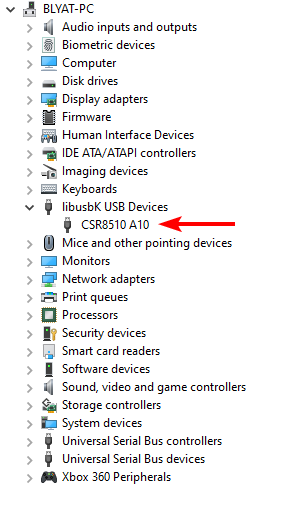 BLYAT-PC
Audio inputs and outputs
Biometric devices
Computer
Disk drives
Display adapters
Firmware
Human Interface Devices
IDE ATA/ATAPI controllers
Imaging devices
Keyboards
libusbK USB Devices
CSR8510 A10
Mice and other pointing devices
Monitors
Network adapters
Print queues
Processors
Security devices
Smart card readers
Software devices
Sound, video and game controllers
Storage controllers
System devices
Universal Serial Bus controllers
Universal Serial Bus devices
Xbox 360 Peripherals